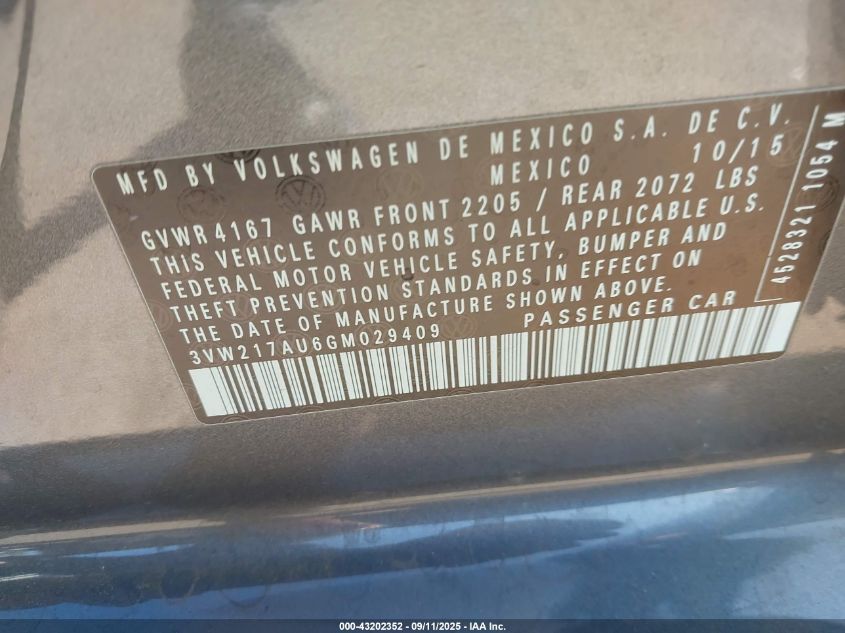 MFD BY VOLKSWAGEN DE MEXICO S.A. DE C.V.
MEXICO 10/15
GVWR 4167 GAWR FRONT 2205 / REAR 2072 LBS
THIS VEHICLE CONFORMS TO ALL APPLICABLE U.S.
FEDERAL MOTOR VEHICLE SAFETY, BUMPER AND
THEFT PREVENTION STANDARDS IN EFFECT ON
THE DATE OF MANUFACTURE SHOWN ABOVE.
3VW217AU6GM029409 PASSENGER CAR
4528321 1054 M
000-43202352 - 09/11/2025 - IAA Inc.